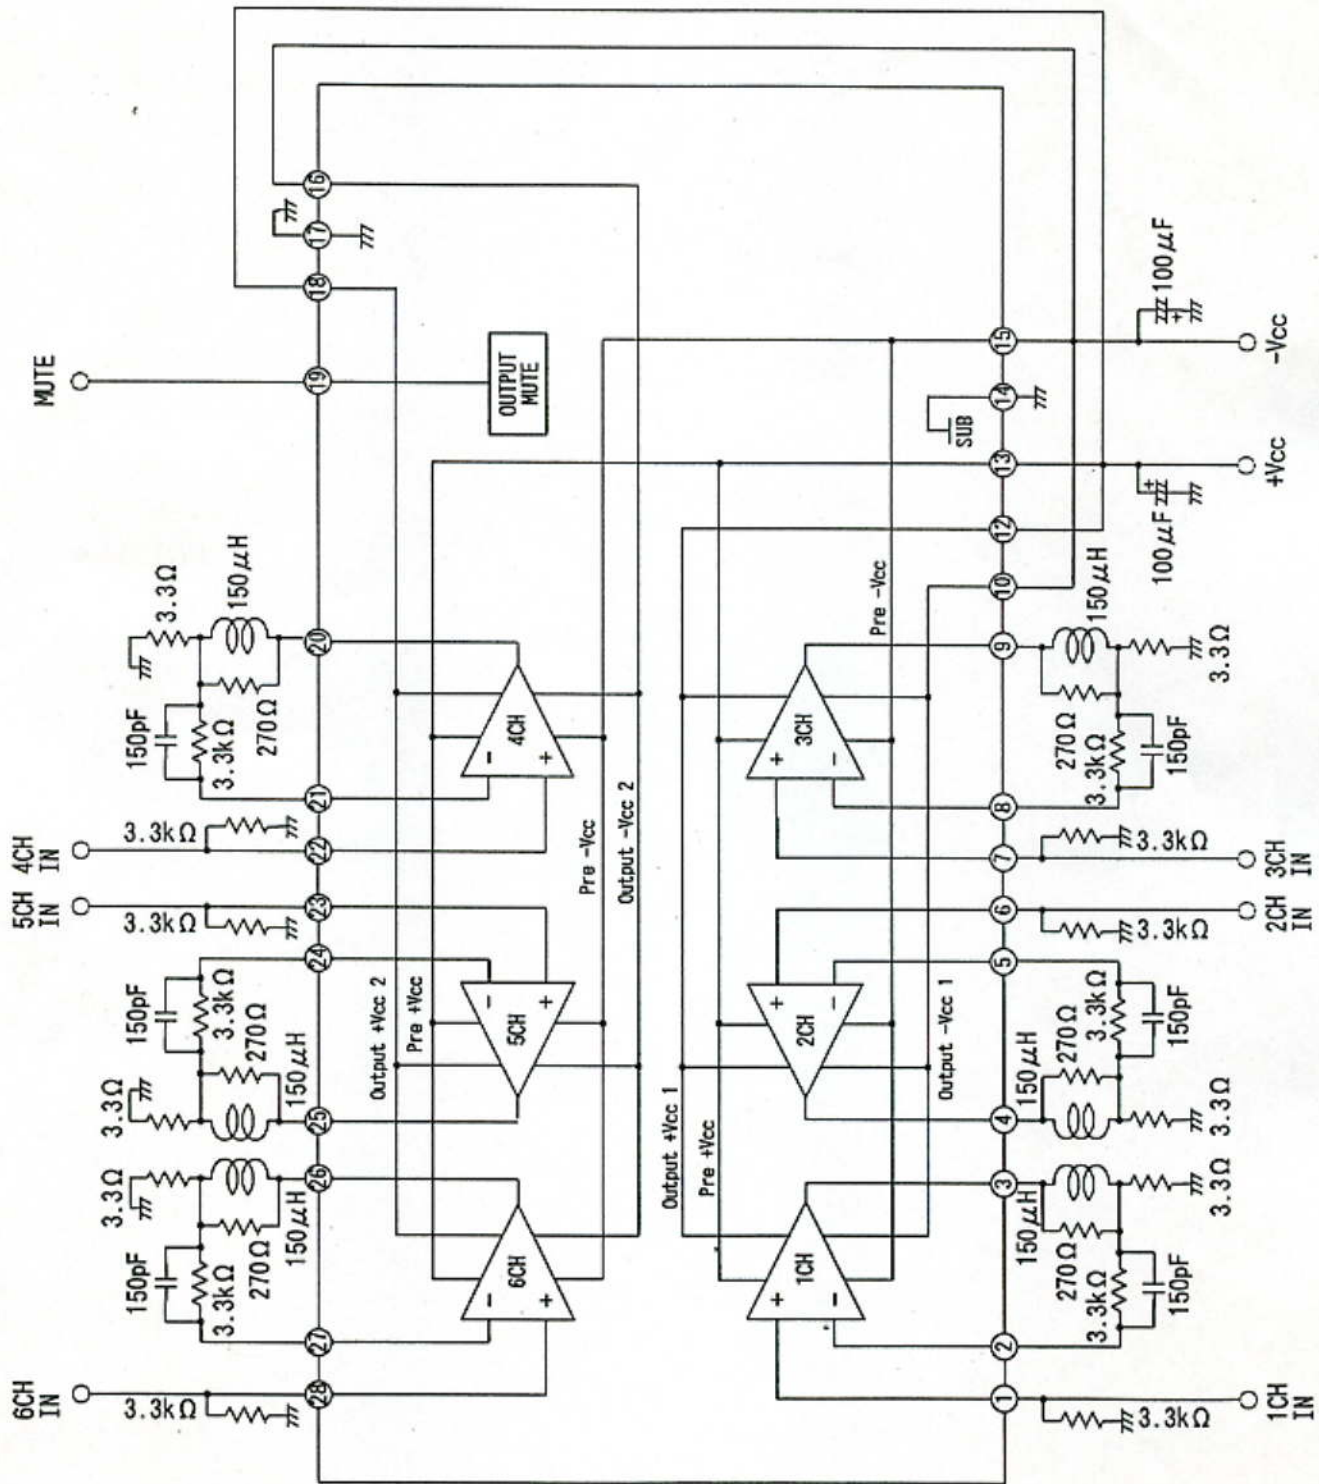 MUTE
4CH
IN
5CH
IN
6CH
IN
16
17
18
19
OUTPUT
MUTE
3.3Ω
150μH
20
150pF
3.3kΩ
270Ω
21
3.3kΩ
22
4CH
- +
3.3kΩ
23
24
150pF
3.3kΩ
270Ω
150μH
3.3Ω
25
5CH
- +
3.3Ω
26
150μH
270Ω
150pF
3.3kΩ
27
6CH
- +
3.3kΩ
28
Output +Vcc 2
Pre +Vcc
Pre -Vcc
Output -Vcc 2
15
14
SUB
13
12
10
100μF
+
-Vcc
100μF
+
+Vcc
Pre -Vcc
9
150μH
3.3Ω
270Ω
3.3kΩ
150pF
8
3CH
+ -
7
3.3kΩ
3CH
IN
6
3.3kΩ
2CH
IN
5
3.3kΩ
150pF
270Ω
150μH
4
3.3Ω
2CH
+ -
Output -Vcc 1
Output +Vcc 1
Pre +Vcc
3
150μH
3.3Ω
270Ω
3.3kΩ
150pF
2
1CH
+ -
1
3.3kΩ
1CH
IN